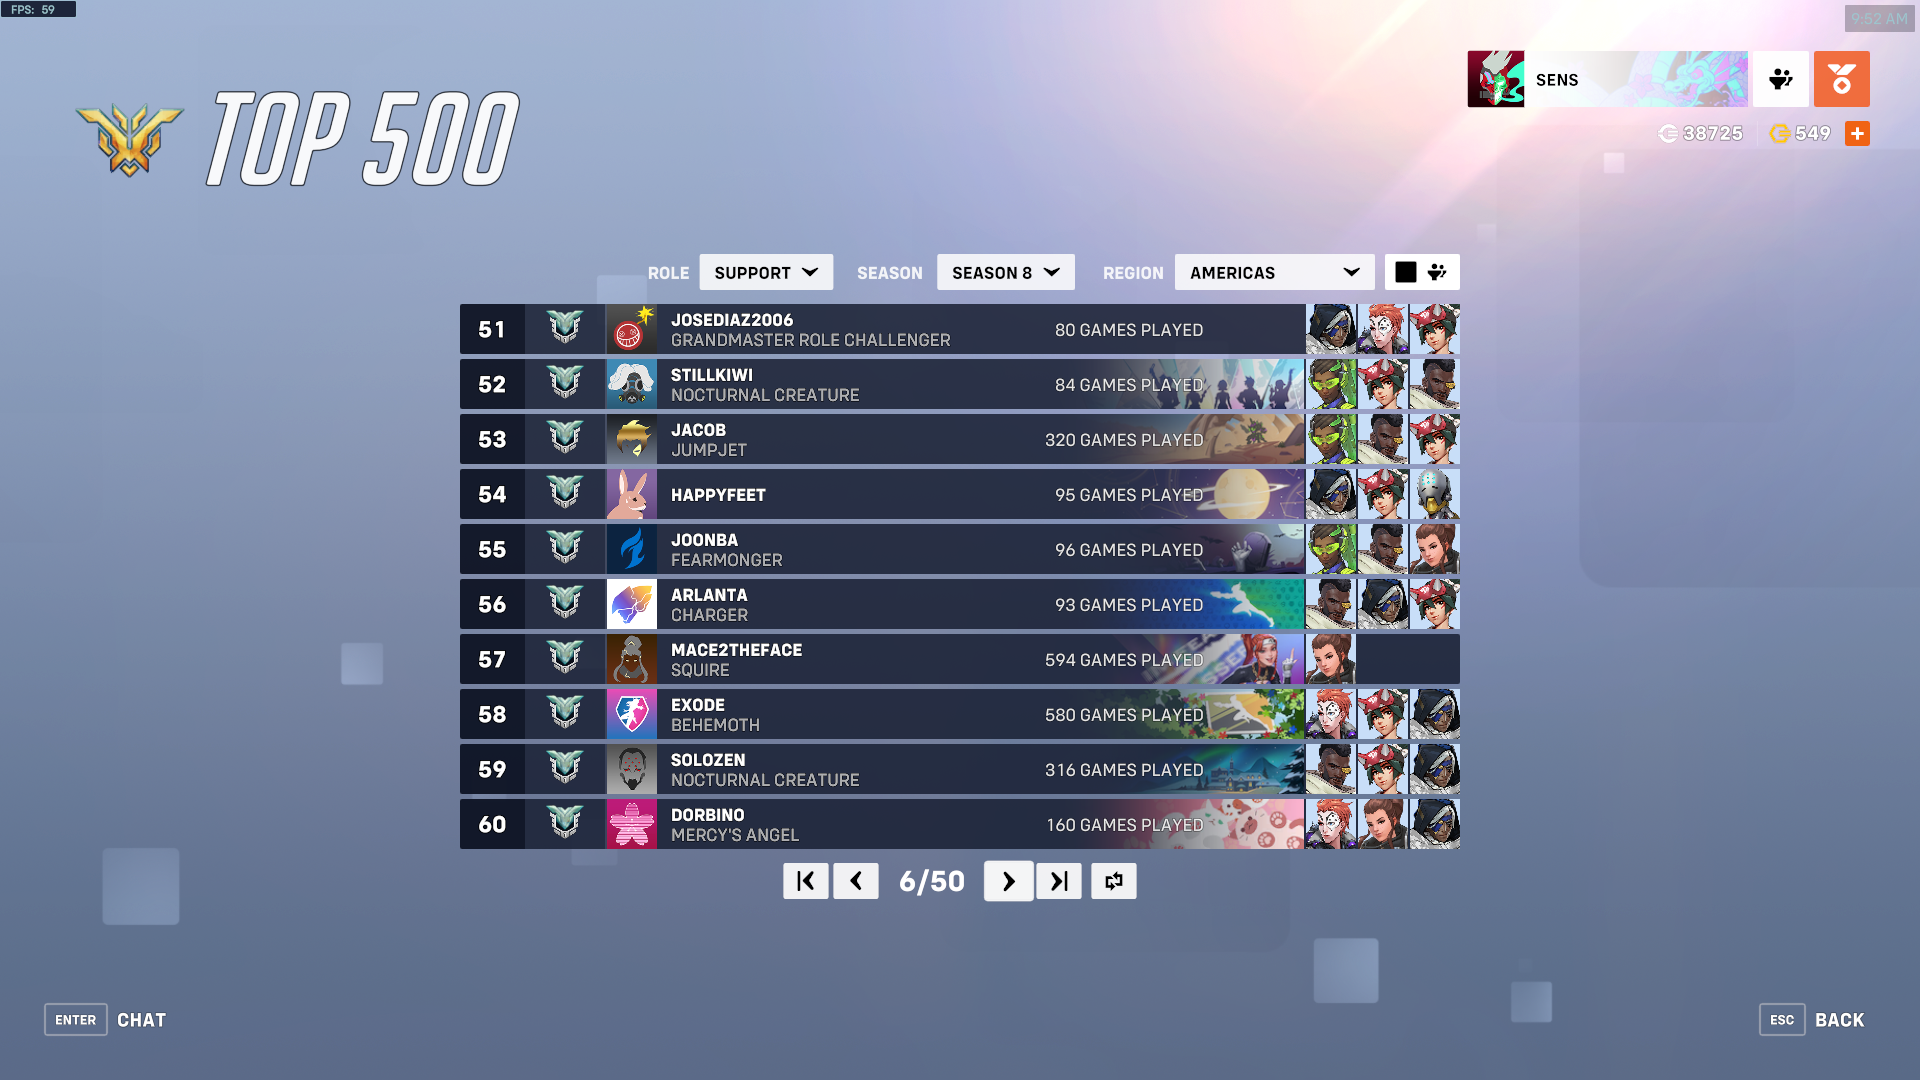 FPS: 59
9:52 AM
TOP 500
SENS
38725
549
ROLE SUPPORT SEASON SEASON 8 REGION AMERICAS
51 JOSEDIAZ2006 80 GAMES PLAYED
GRANDMASTER ROLE CHALLENGER
52 STILLKIWI 84 GAMES PLAYED
NOCTURNAL CREATURE
53 JACOB 320 GAMES PLAYED
JUMPJET
54 HAPPYFEET 95 GAMES PLAYED
55 JOONBA 96 GAMES PLAYED
FEARMONGER
56 ARLANTA 93 GAMES PLAYED
CHARGER
57 MACE2THEFACE 594 GAMES PLAYED
SQUIRE
58 EXODE 580 GAMES PLAYED
BEHEMOTH
59 SOLOZEN 316 GAMES PLAYED
NOCTURNAL CREATURE
60 DORBINO 160 GAMES PLAYED
MERCY'S ANGEL
6/50
ENTER CHAT
ESC BACK